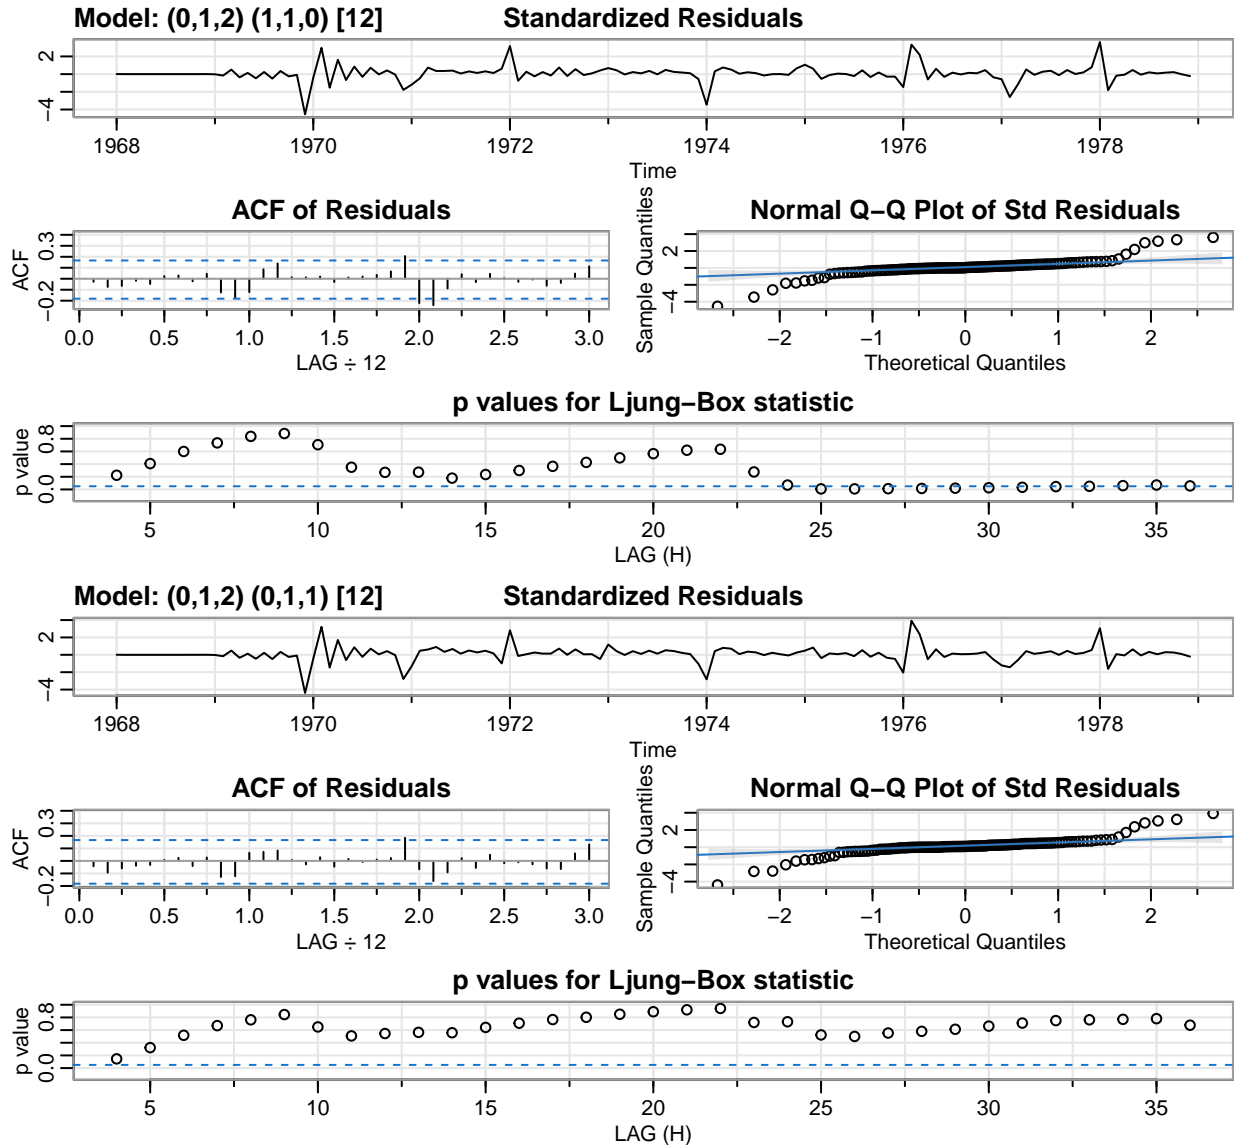 Model: (0,1,2) (1,1,0) [12] Standardized Residuals
2
−4
1968 1970 1972 1974 1976 1978
Time
ACF of Residuals
ACF
0.3
−0.2
0.0 0.5 1.0 1.5 2.0 2.5 3.0
LAG ÷ 12
Normal Q−Q Plot of Std Residuals
Sample Quantiles
2
−4
−2 −1 0 1 2
Theoretical Quantiles
p values for Ljung−Box statistic
p value
0.8
0.0
5 10 15 20 25 30 35
LAG (H)
Model: (0,1,2) (0,1,1) [12] Standardized Residuals
2
−4
1968 1970 1972 1974 1976 1978
Time
ACF of Residuals
ACF
0.3
−0.2
0.0 0.5 1.0 1.5 2.0 2.5 3.0
LAG ÷ 12
Normal Q−Q Plot of Std Residuals
Sample Quantiles
2
−4
−2 −1 0 1 2
Theoretical Quantiles
p values for Ljung−Box statistic
p value
0.8
0.0
5 10 15 20 25 30 35
LAG (H)